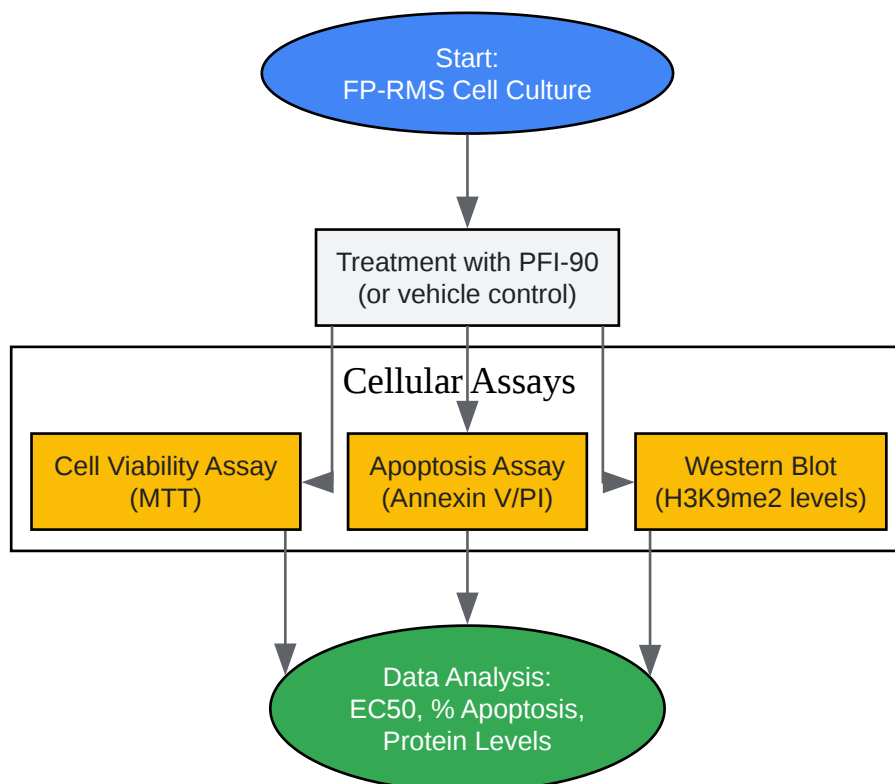 Start:
FP-RMS Cell Culture
Treatment with PFI-90
(or vehicle control)
Cellular Assays
Cell Viability Assay
(MTT)
Apoptosis Assay
(Annexin V/PI)
Western Blot
(H3K9me2 levels)
Data Analysis:
EC50, % Apoptosis,
Protein Levels